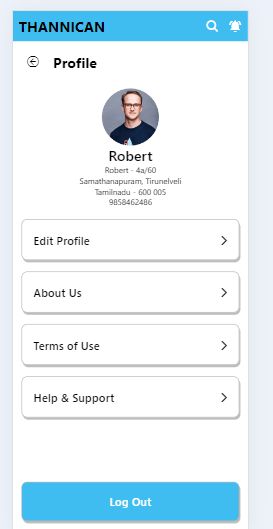 THANNICAN
Profile
Robert
Robert - 4a/60
Samathanapuram, Tirunelveli
Tamilnadu - 600 005
9858462486
Edit Profile
About Us
Terms of Use
Help & Support
Log Out